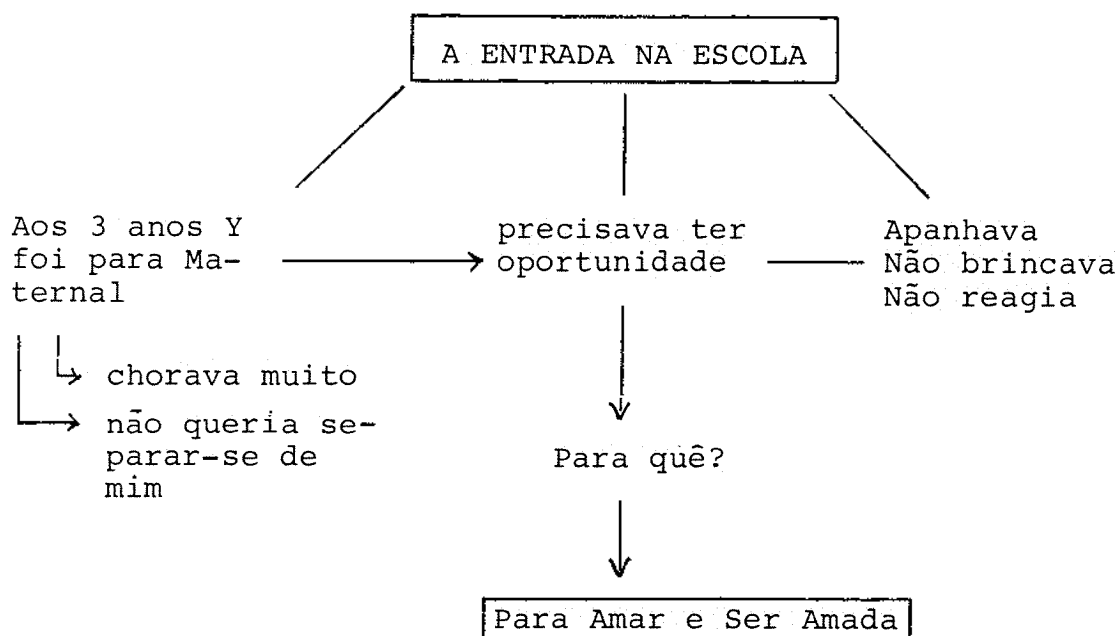 A ENTRADA NA ESCOLA
Aos 3 anos Y
foi para Ma-
ternal
chorava muito
não queria se-
parar-se de
mim
precisava ter
oportunidade
Para quê?
Para Amar e Ser Amada
Apanhava
Não brincava
Não reagia